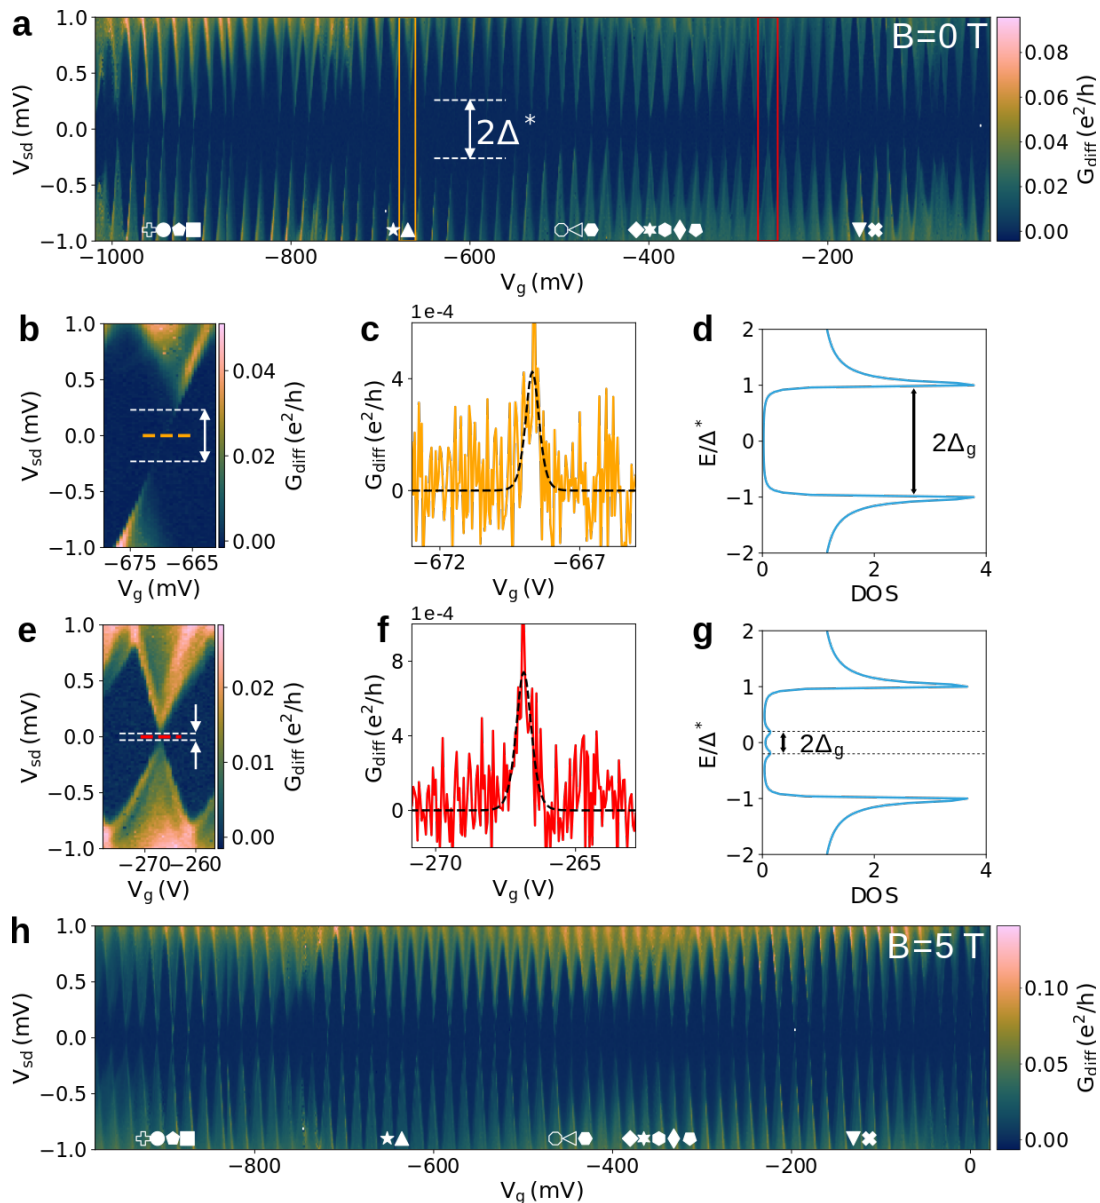 a
B=0 T
2Δ*
1.0
0.5
0.0
−0.5
−1.0
V_sd (mV)
−1000 −800 −600 −400 −200
V_g (mV)
0.08
0.06
0.04
0.02
0.00
G_diff (e²/h)
b
1.0
0.5
0.0
−0.5
−1.0
V_sd (mV)
−675 −665
V_g (mV)
0.04
0.02
0.00
G_diff (e²/h)
c
1e-4
4
0
G_diff (e²/h)
−672 −667
V_g (V)
d
2
1
0
−1
−2
E/Δ*
2Δ_g
0 2 4
DOS
e
1.0
0.5
0.0
−0.5
−1.0
V_sd (mV)
−270 −260
V_g (V)
0.02
0.01
0.00
G_diff (e²/h)
f
1e-4
8
4
0
G_diff (e²/h)
−270 −265
V_g (V)
g
2
1
0
−1
−2
E/Δ*
2Δ_g
0 2 4
DOS
h
B=5 T
1.0
0.5
0.0
−0.5
−1.0
V_sd (mV)
−800 −600 −400 −200 0
V_g (mV)
0.10
0.05
0.00
G_diff (e²/h)